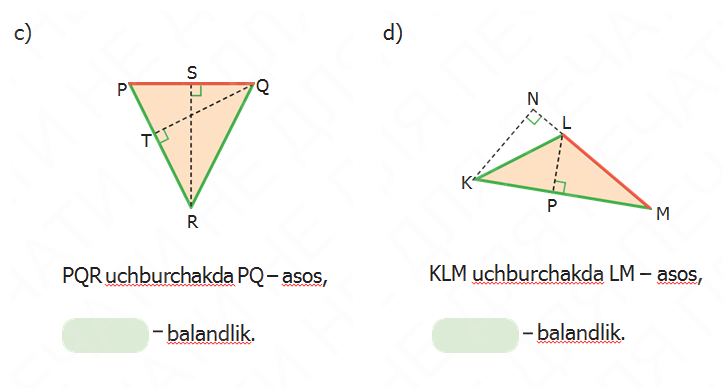 c)
S
P
Q
T
R
PQR uchburchakda PQ – asos,
– balandlik.
d)
N
L
K
P
M
KLM uchburchakda LM – asos,
– balandlik.